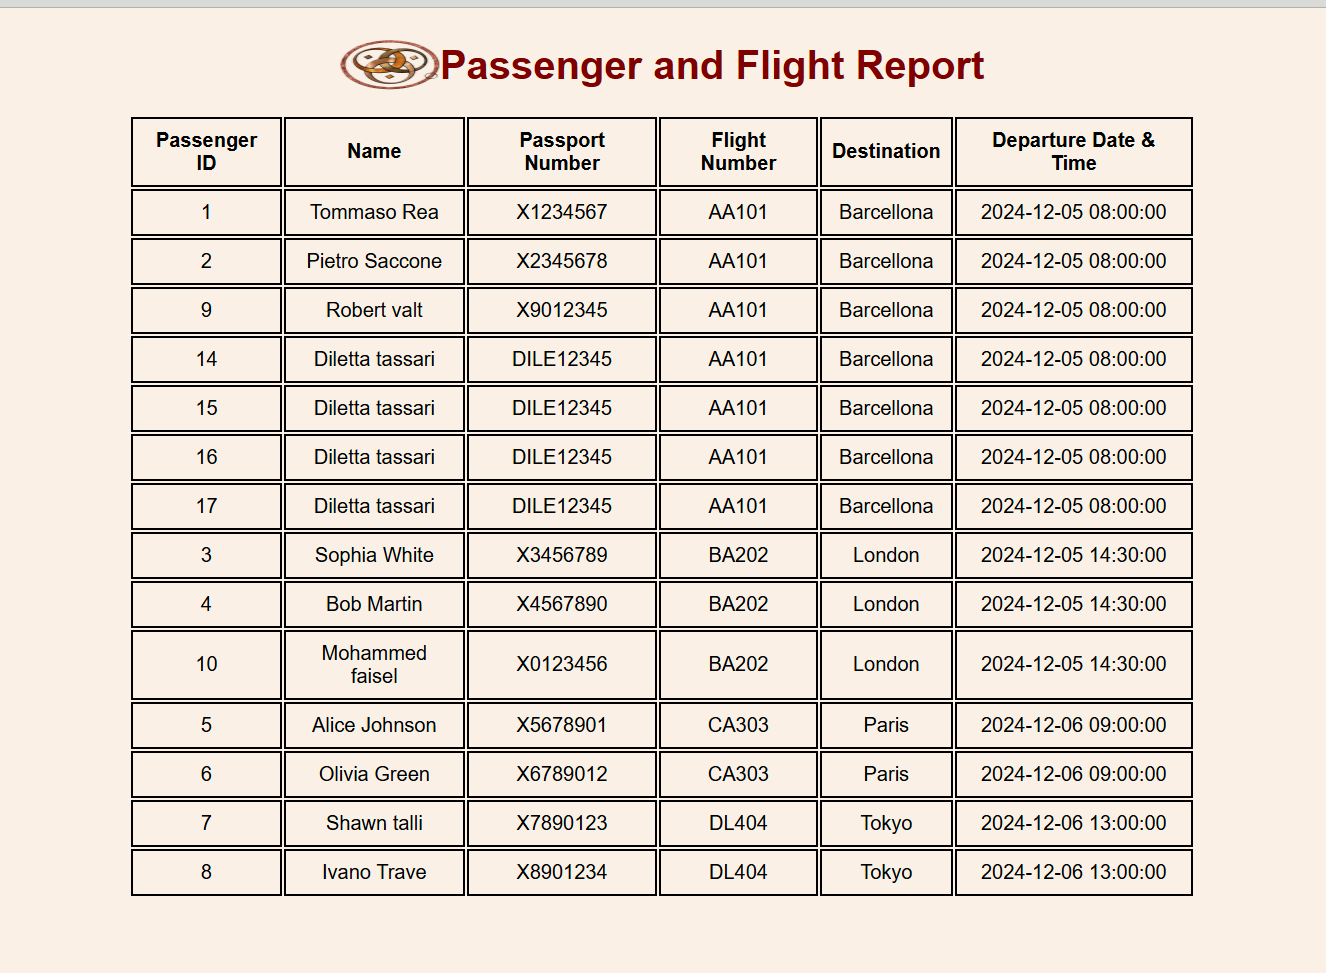 Passenger and Flight Report
Passenger ID Name Passport Number Flight Number Destination Departure Date & Time
1 Tommaso Rea X1234567 AA101 Barcellona 2024-12-05 08:00:00
2 Pietro Saccone X2345678 AA101 Barcellona 2024-12-05 08:00:00
9 Robert valt X9012345 AA101 Barcellona 2024-12-05 08:00:00
14 Diletta tassari DILE12345 AA101 Barcellona 2024-12-05 08:00:00
15 Diletta tassari DILE12345 AA101 Barcellona 2024-12-05 08:00:00
16 Diletta tassari DILE12345 AA101 Barcellona 2024-12-05 08:00:00
17 Diletta tassari DILE12345 AA101 Barcellona 2024-12-05 08:00:00
3 Sophia White X3456789 BA202 London 2024-12-05 14:30:00
4 Bob Martin X4567890 BA202 London 2024-12-05 14:30:00
10 Mohammed faisel X0123456 BA202 London 2024-12-05 14:30:00
5 Alice Johnson X5678901 CA303 Paris 2024-12-06 09:00:00
6 Olivia Green X6789012 CA303 Paris 2024-12-06 09:00:00
7 Shawn talli X7890123 DL404 Tokyo 2024-12-06 13:00:00
8 Ivano Trave X8901234 DL404 Tokyo 2024-12-06 13:00:00